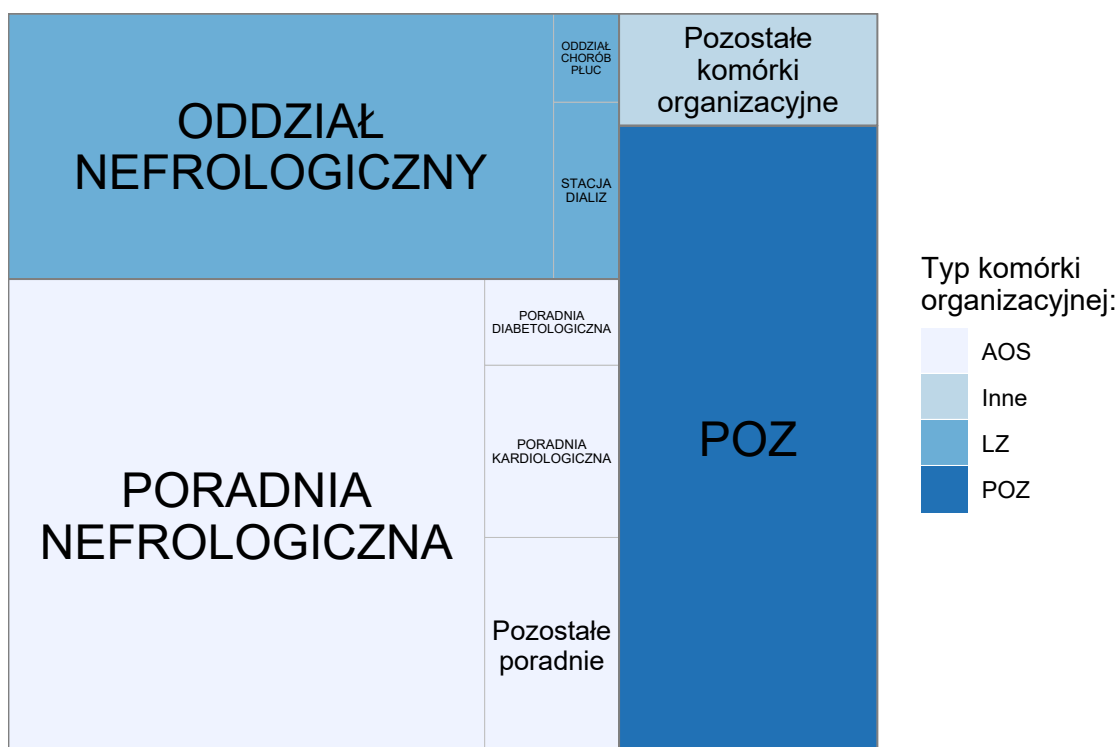 ODDZIAŁ
NEFROLOGICZNY
ODDZIAŁ
CHORÓB
PŁUC
STACJA
DIALIZ
Pozostałe
komórki
organizacyjne
PORADNIA
NEFROLOGICZNA
PORADNIA
DIABETOLOGICZNA
PORADNIA
KARDIOLOGICZNA
Pozostałe
poradnie
POZ
Typ komórki
organizacyjnej:
AOS
Inne
LZ
POZ